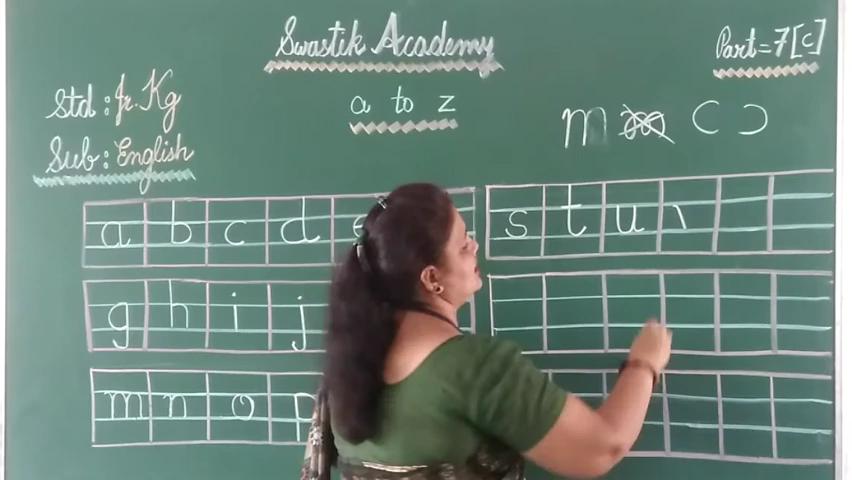 Swastik Academy
Part=7[c]
Std: Jr. Kg
a to z
Sub: English
m
a b c d e
s t u
g h i j
m n o p